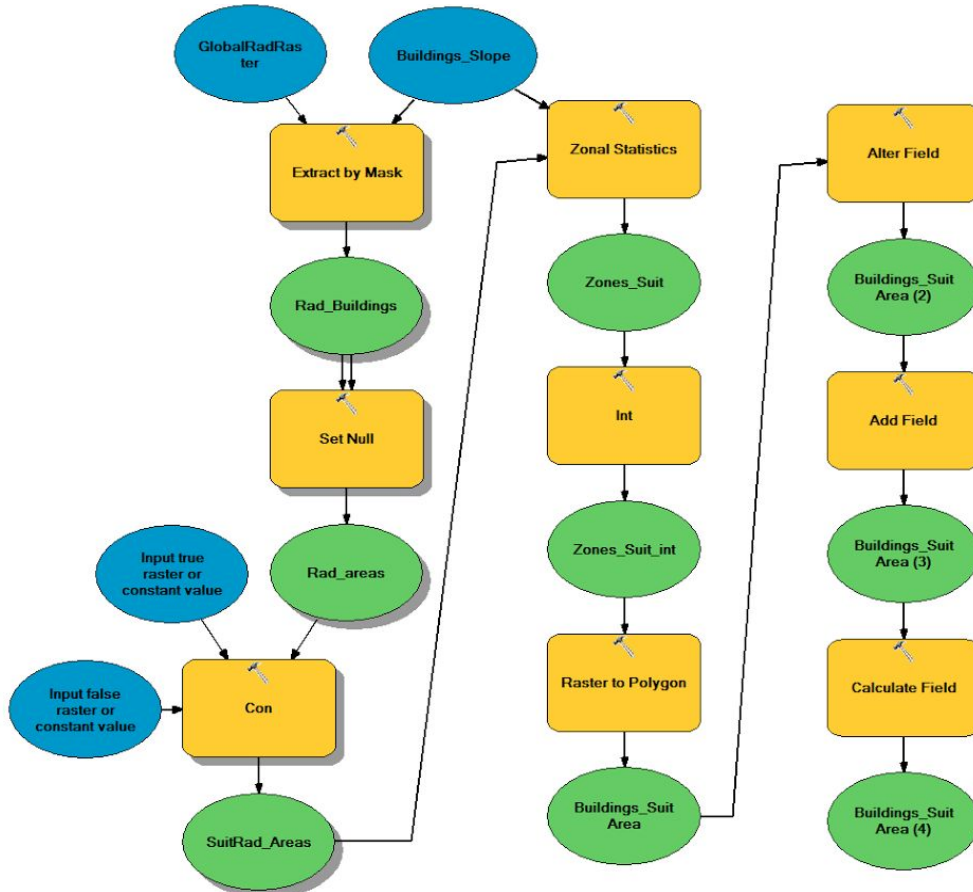 GlobalRadRas
ter
Buildings_Slope
Extract by Mask
Rad_Buildings
Set Null
Rad_areas
Input true
raster or
constant value
Input false
raster or
constant value
Con
SuitRad_Areas
Zonal Statistics
Zones_Suit
Int
Zones_Suit_int
Raster to Polygon
Buildings_Suit
Area
Alter Field
Buildings_Suit
Area (2)
Add Field
Buildings_Suit
Area (3)
Calculate Field
Buildings_Suit
Area (4)